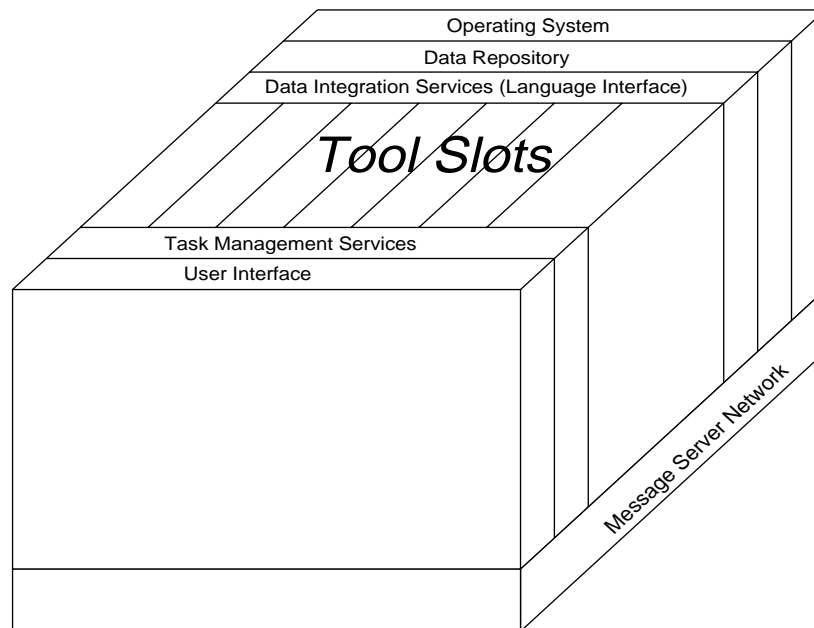 Operating System
Data Repository
Data Integration Services (Language Interface)
Tool Slots
Task Management Services
User Interface
Message Server Network